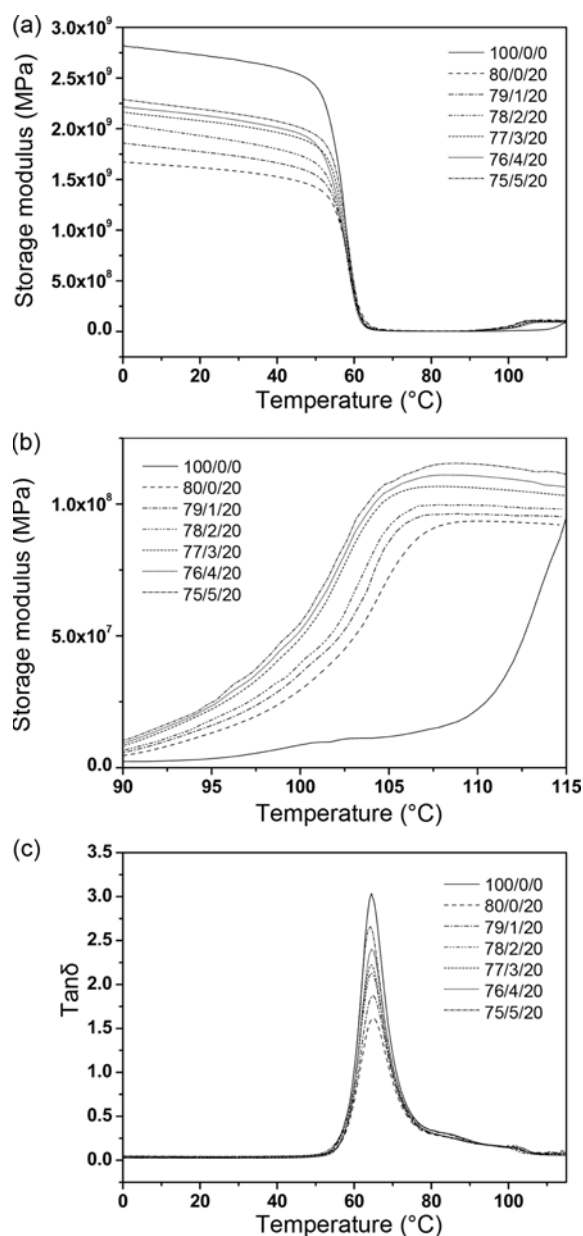 (a)
3.0x10⁹
2.5x10⁹
2.0x10⁹
1.5x10⁹
1.0x10⁹
5.0x10⁸
0.0
Storage modulus (MPa)
100/0/0
80/0/20
79/1/20
78/2/20
77/3/20
76/4/20
75/5/20
0 20 40 60 80 100
Temperature (°C)
(b)
1.0x10⁸
5.0x10⁷
0.0
Storage modulus (MPa)
100/0/0
80/0/20
79/1/20
78/2/20
77/3/20
76/4/20
75/5/20
90 95 100 105 110 115
Temperature (°C)
(c)
3.5
3.0
2.5
2.0
1.5
1.0
0.5
0.0
Tanδ
100/0/0
80/0/20
79/1/20
78/2/20
77/3/20
76/4/20
75/5/20
0 20 40 60 80 100
Temperature (°C)